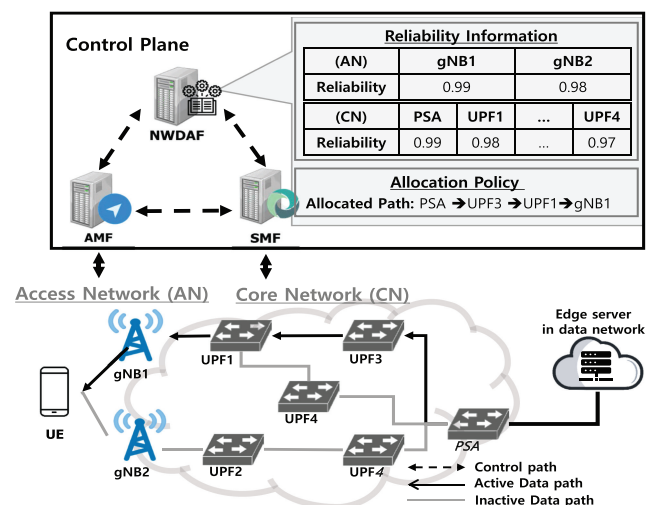 Control Plane
NWDAF
AMF
SMF
Reliability Information
(AN) gNB1 gNB2
Reliability 0.99 0.98
(CN) PSA UPF1 ... UPF4
Reliability 0.99 0.98 ... 0.97
Allocation Policy
Allocated Path: PSA ➔UPF3 ➔UPF1➔gNB1
Access Network (AN)
Core Network (CN)
Edge server
in data network
gNB1
UPF1
UPF3
UE
UPF4
gNB2
UPF2
UPF4
PSA
Control path
Active Data path
Inactive Data path